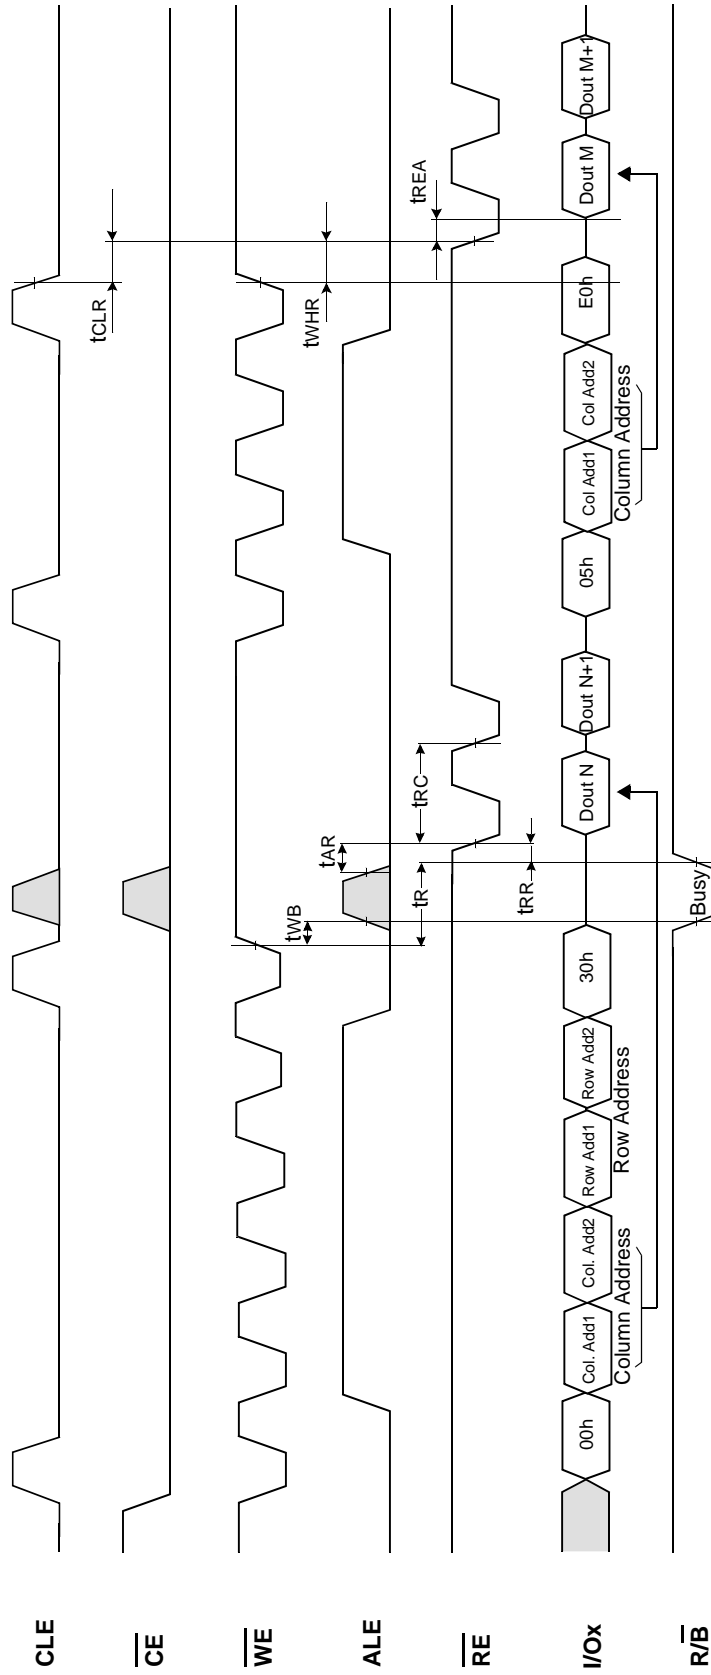 CLE
CE
WE
ALE
RE
I/Ox
R/B
tCLR
tWB
tWHR
tAR
tREA
tR
tRC
tRR
00h
Col. Add1
Col. Add2
Row Add1
Row Add2
30h
Dout N
Dout N+1
05h
Col Add1
Col Add2
E0h
Dout M
Dout M+1
Column Address
Row Address
Column Address
Busy